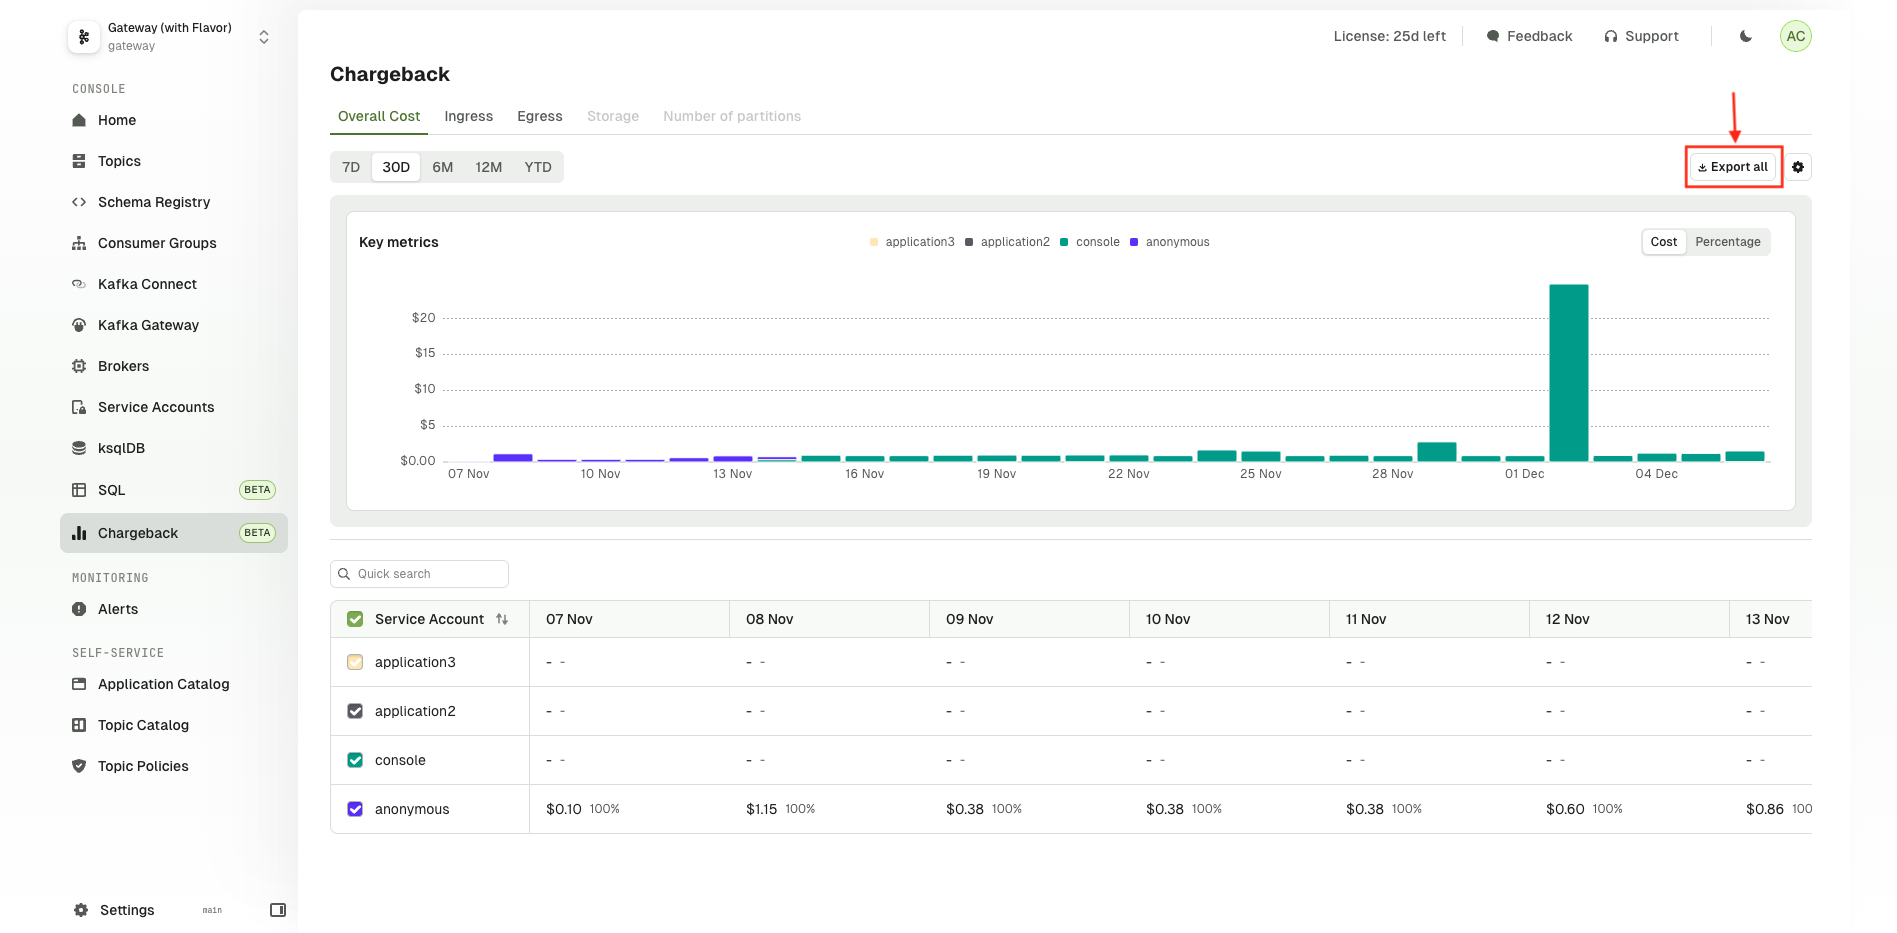 Gateway (with Flavor)
gateway
CONSOLE
Home
Topics
Schema Registry
Consumer Groups
Kafka Connect
Kafka Gateway
Brokers
Service Accounts
ksqlDB
SQL BETA
Chargeback BETA
MONITORING
Alerts
SELF-SERVICE
Application Catalog
Topic Catalog
Topic Policies
Settings main
License: 25d left Feedback Support AC
Chargeback
Overall Cost Ingress Egress Storage Number of partitions
7D 30D 6M 12M YTD Export all
Key metrics application3 application2 console anonymous Cost Percentage
$20
$15
$10
$5
$0.00
07 Nov 10 Nov 13 Nov 16 Nov 19 Nov 22 Nov 25 Nov 28 Nov 01 Dec 04 Dec
Quick search
Service Account 07 Nov 08 Nov 09 Nov 10 Nov 11 Nov 12 Nov 13 Nov
application3 - - - - - - - - - - - - - -
application2 - - - - - - - - - - - - - -
console - - - - - - - - - - - - - -
anonymous $0.10 100% $1.15 100% $0.38 100% $0.38 100% $0.38 100% $0.60 100% $0.86 100